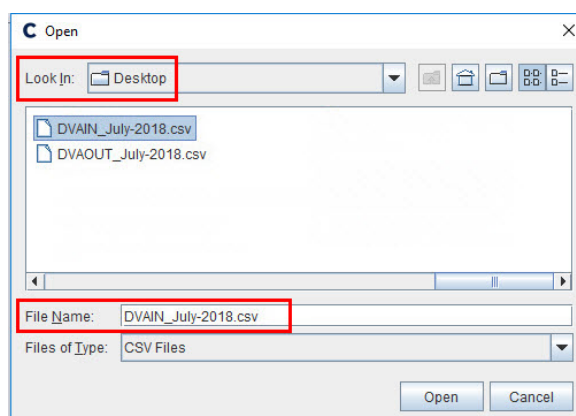 C Open
Look In: Desktop
DVAIN_July-2018.csv
DVAOUT_July-2018.csv
File Name: DVAIN_July-2018.csv
Files of Type: CSV Files
Open Cancel